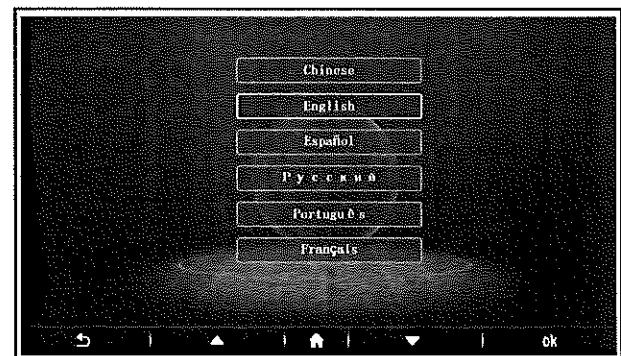 Chinese
English
Español
Русский
Português
Français
ok